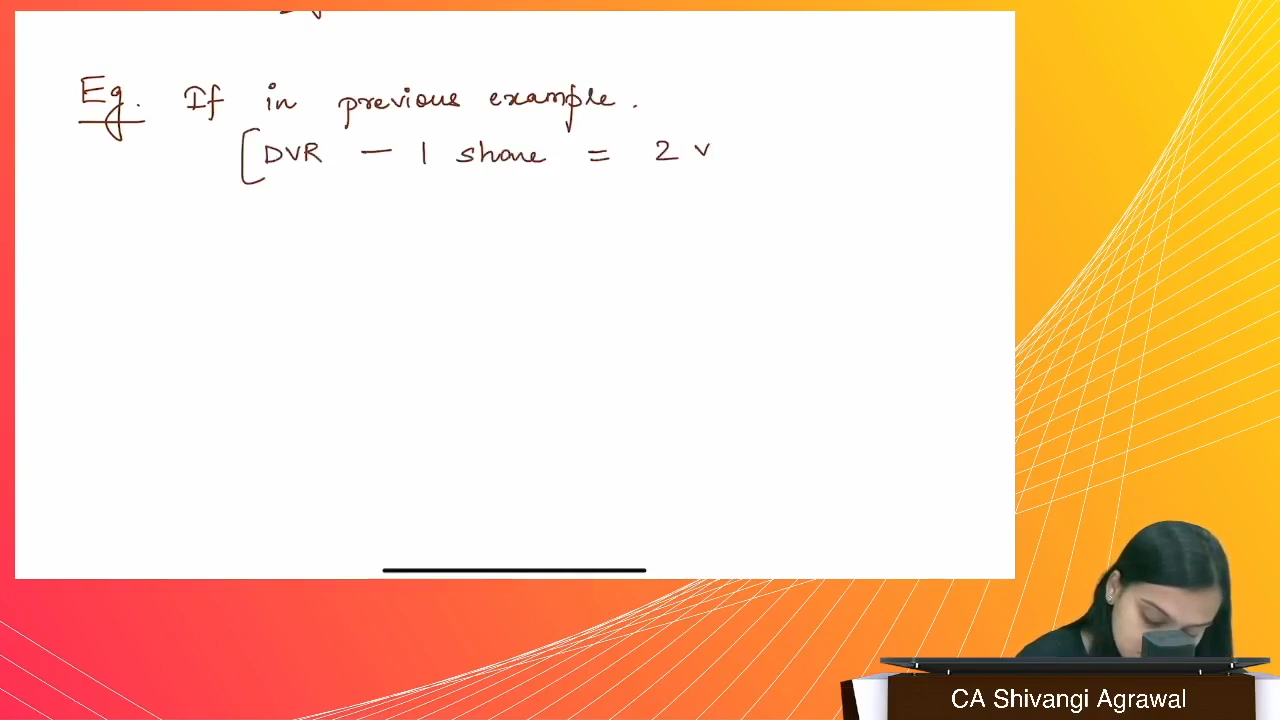 Eg. If in previous example.
[DVR — 1 share = 2 v
CA Shivangi Agrawal